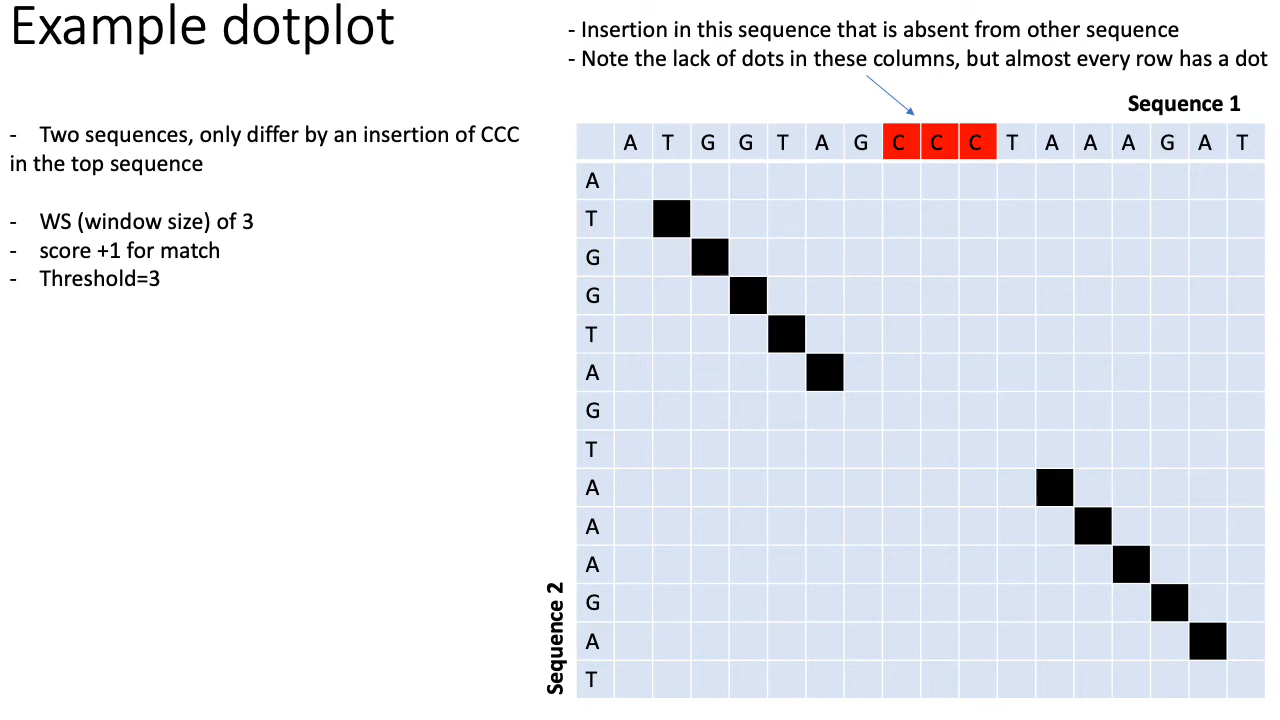 Example dotplot
- Insertion in this sequence that is absent from other sequence
- Note the lack of dots in these columns, but almost every row has a dot
- Two sequences, only differ by an insertion of CCC
in the top sequence
- WS (window size) of 3
- score +1 for match
- Threshold=3
Sequence 1
A T G G T A G C C C T A A A G A T
A
T
G
G
T
A
G
T
A
A
A
G
A
T
Sequence 2